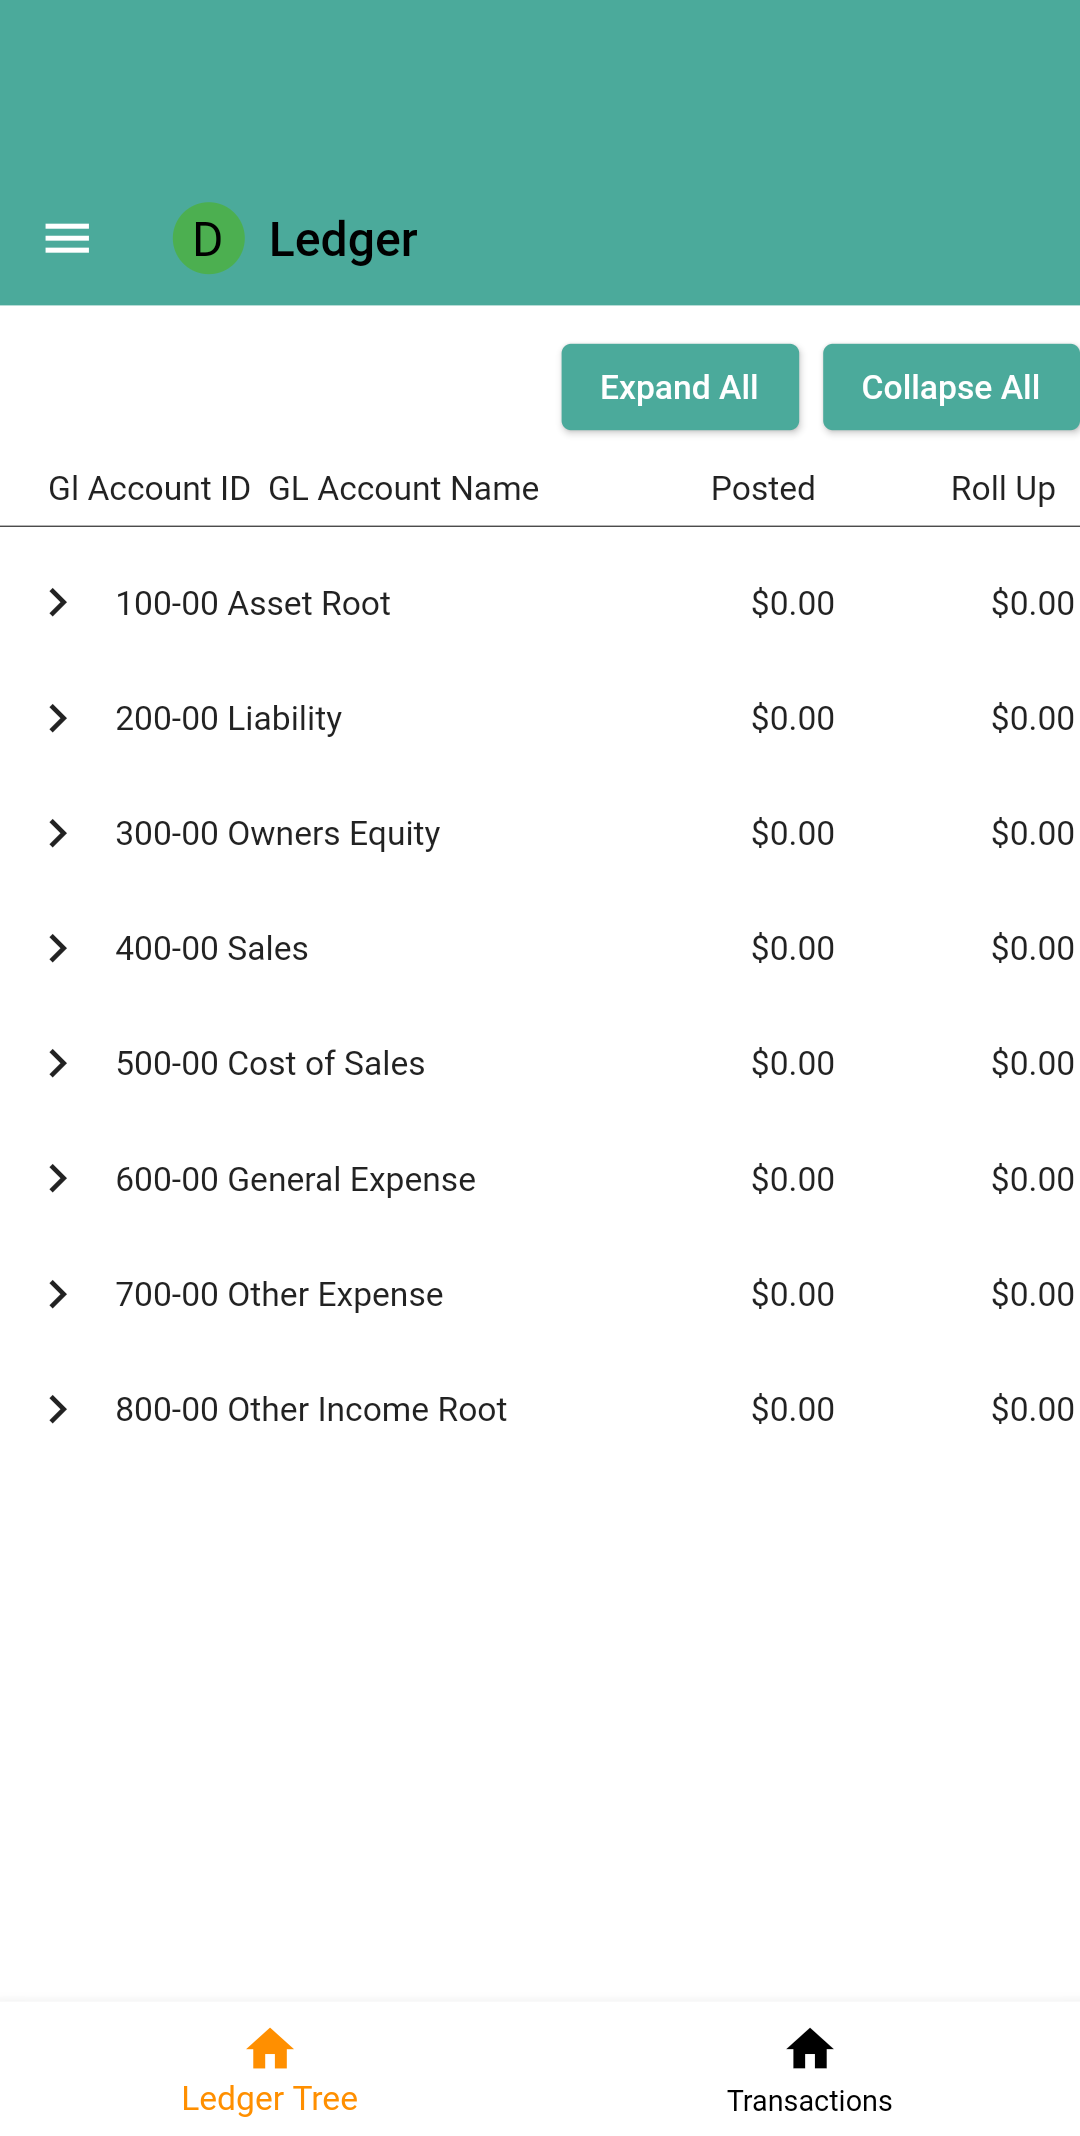 D Ledger
Expand All Collapse All
Gl Account ID GL Account Name Posted Roll Up
100-00 Asset Root $0.00 $0.00
200-00 Liability $0.00 $0.00
300-00 Owners Equity $0.00 $0.00
400-00 Sales $0.00 $0.00
500-00 Cost of Sales $0.00 $0.00
600-00 General Expense $0.00 $0.00
700-00 Other Expense $0.00 $0.00
800-00 Other Income Root $0.00 $0.00
Ledger Tree Transactions